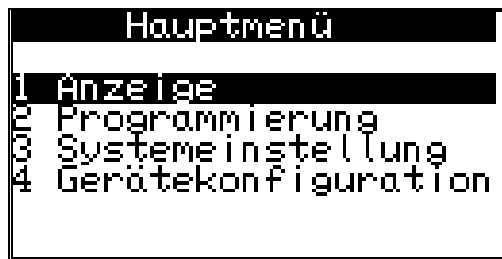 Hauptmenü
1 Anzeige
2 Programmierung
3 Systemeinstellung
4 Gerätekonfiguration